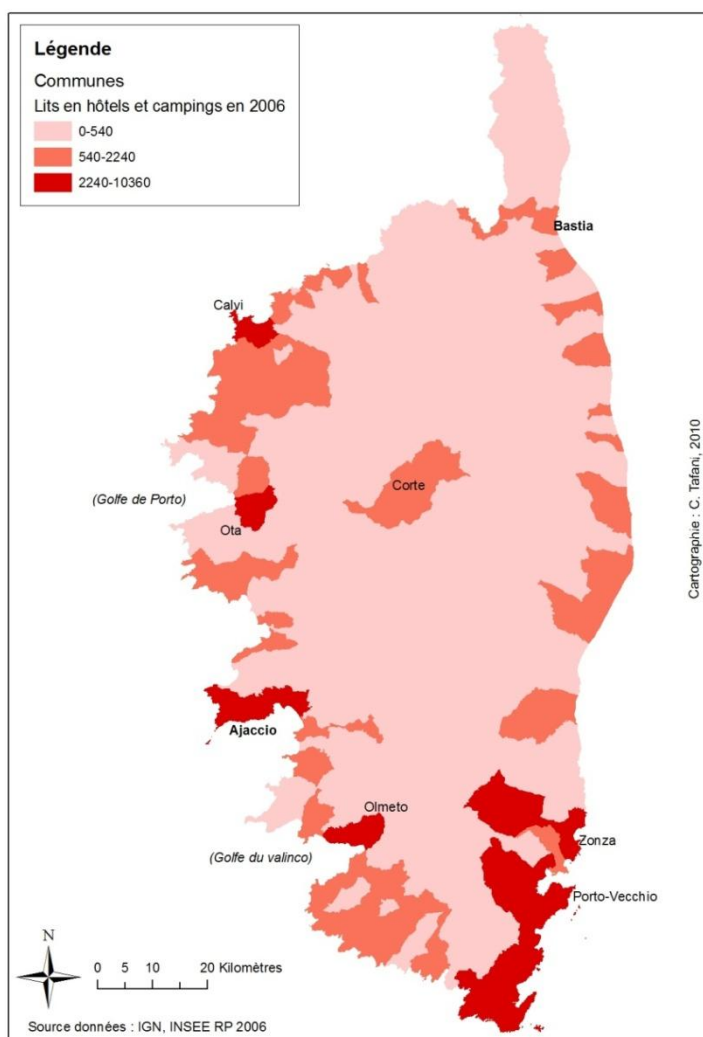 Légende
Communes
Lits en hôtels et campings en 2006
0-540
540-2240
2240-10360
Bastia
Calvi
Corte
(Golfe de Porto)
Ota
Ajaccio
Olmeto
(Golfe du valinco)
Zonza
Porto-Vecchio
Cartographie : C. Tafani, 2010
N
0 5 10 20 Kilomètres
Source données : IGN, INSEE RP 2006